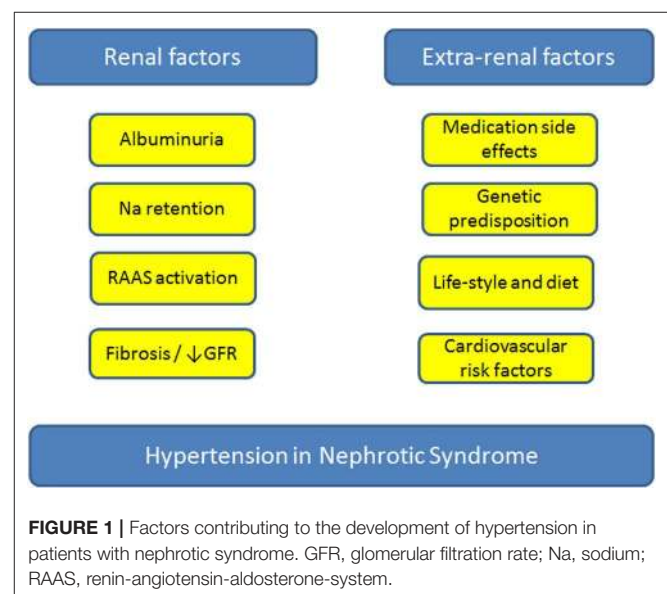 Renal factors
Albuminuria
Na retention
RAAS activation
Fibrosis / ↓GFR
Extra-renal factors
Medication side
effects
Genetic
predisposition
Life-style and diet
Cardiovascular
risk factors
Hypertension in Nephrotic Syndrome
FIGURE 1 | Factors contributing to the development of hypertension in
patients with nephrotic syndrome. GFR, glomerular filtration rate; Na, sodium;
RAAS, renin-angiotensin-aldosterone-system.